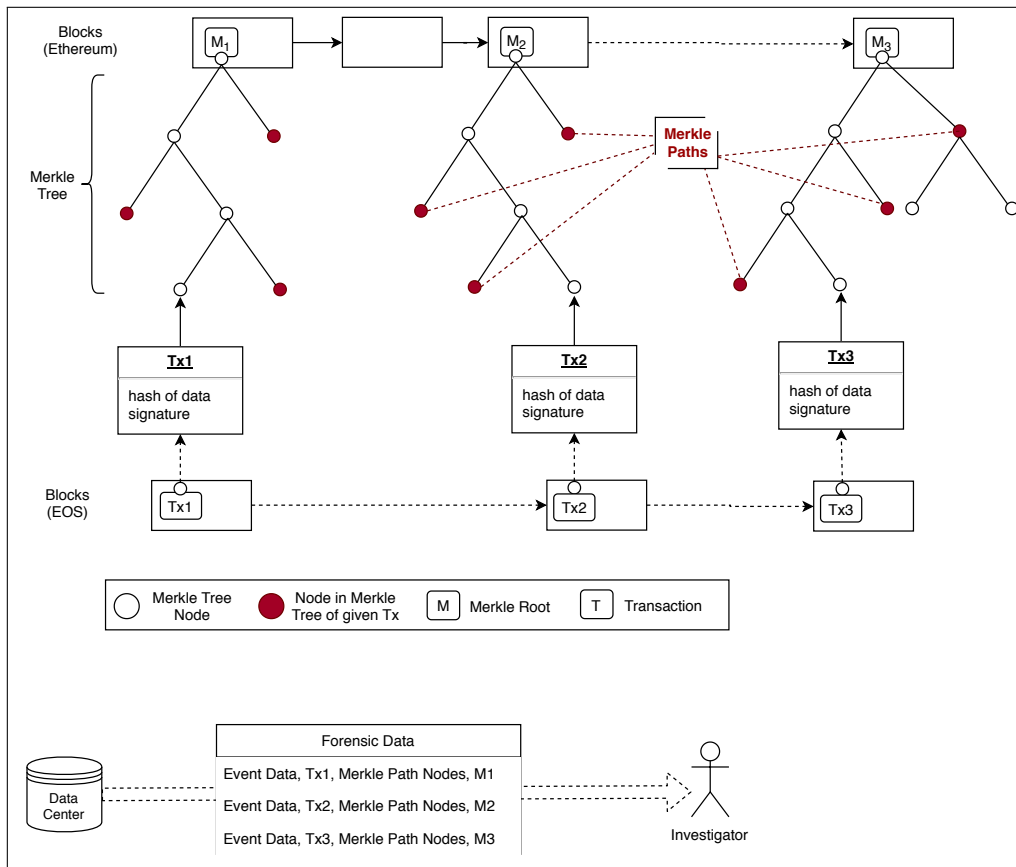 Blocks
(Ethereum)
M1
M2
M3
Merkle
Paths
Merkle
Tree
Tx1
hash of data
signature
Tx2
hash of data
signature
Tx3
hash of data
signature
Blocks
(EOS)
Tx1
Tx2
Tx3
Merkle Tree
Node
Node in Merkle
Tree of given Tx
M
Merkle Root
T
Transaction
Forensic Data
Event Data, Tx1, Merkle Path Nodes, M1
Event Data, Tx2, Merkle Path Nodes, M2
Event Data, Tx3, Merkle Path Nodes, M3
Data
Center
Investigator